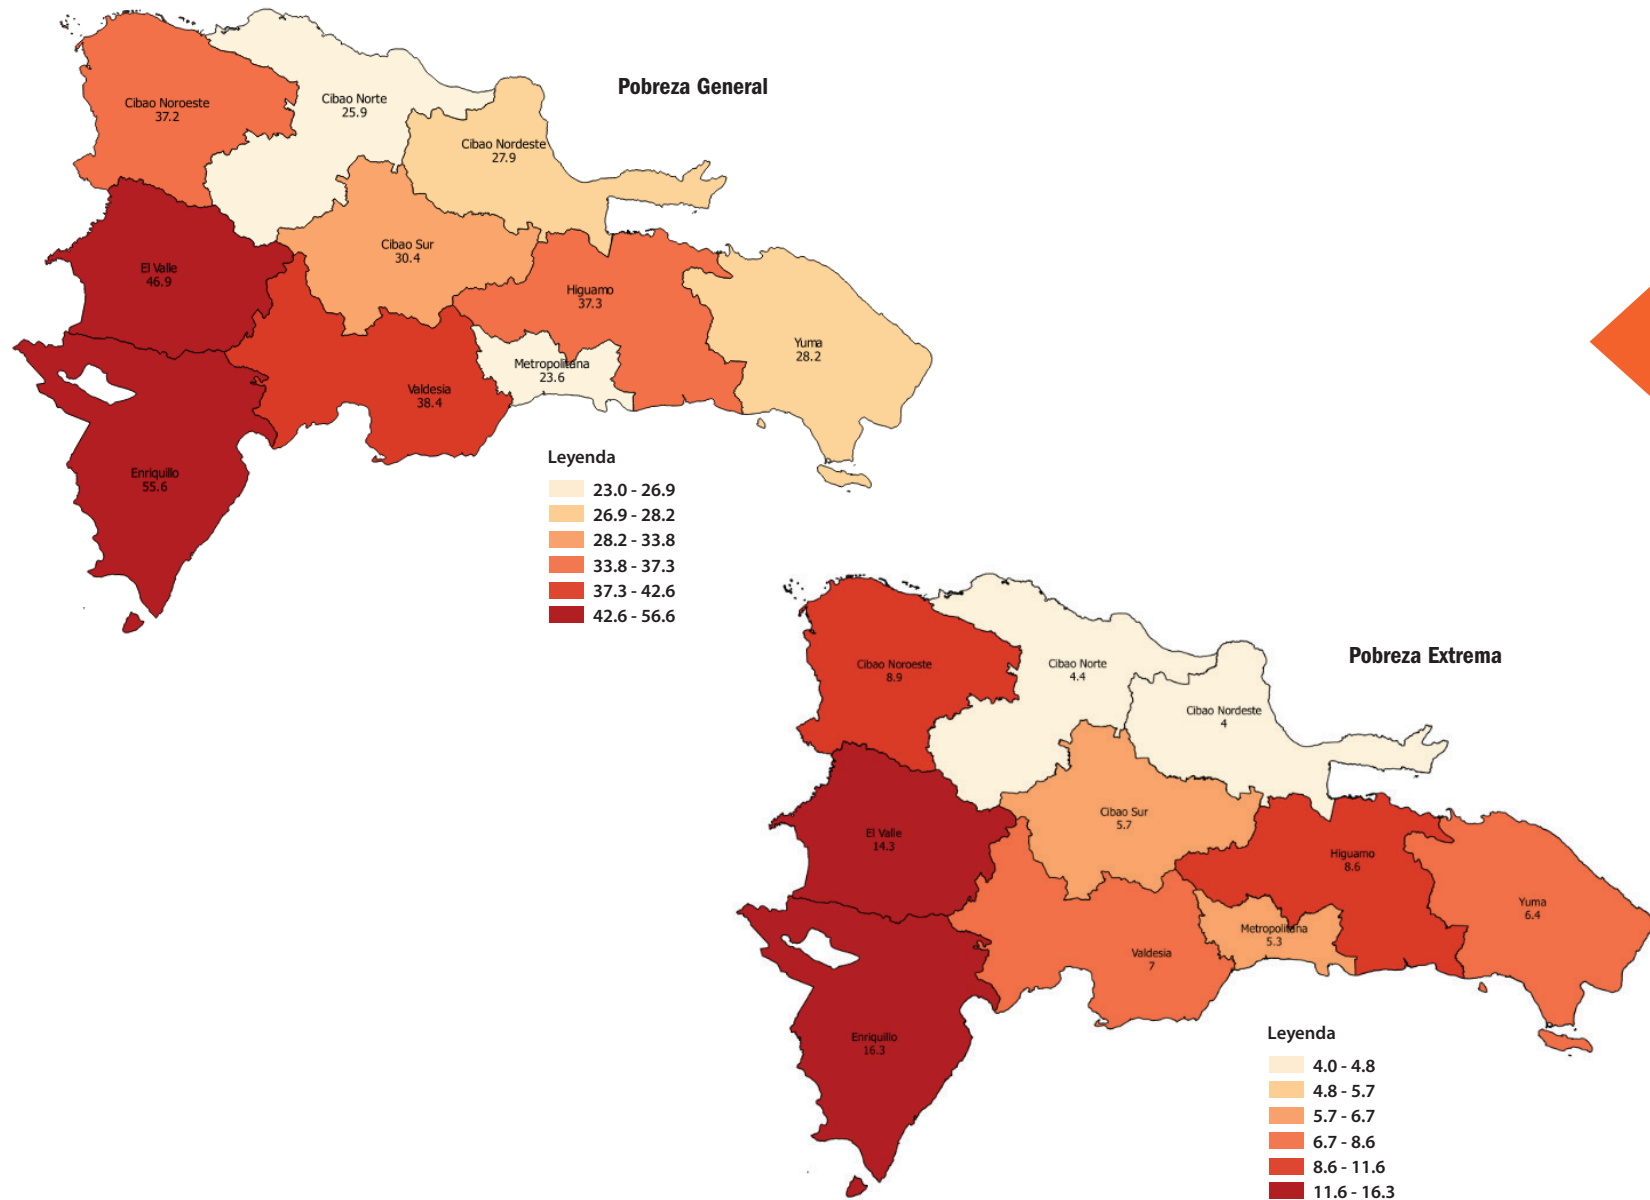 Pobreza General
Cibao Noroeste
37.2
Cibao Norte
25.9
Cibao Nordeste
27.9
Cibao Sur
30.4
El Valle
46.9
Higuamo
37.3
Yuma
28.2
Metropolitana
23.6
Valdesia
38.4
Enriquillo
55.6
Leyenda
23.0 - 26.9
26.9 - 28.2
28.2 - 33.8
33.8 - 37.3
37.3 - 42.6
42.6 - 56.6
Pobreza Extrema
Cibao Noroeste
8.9
Cibao Norte
4.4
Cibao Nordeste
4
Cibao Sur
5.7
El Valle
14.3
Higuamo
8.6
Yuma
6.4
Metropolitana
5.3
Valdesia
7
Enriquillo
16.3
Leyenda
4.0 - 4.8
4.8 - 5.7
5.7 - 6.7
6.7 - 8.6
8.6 - 11.6
11.6 - 16.3